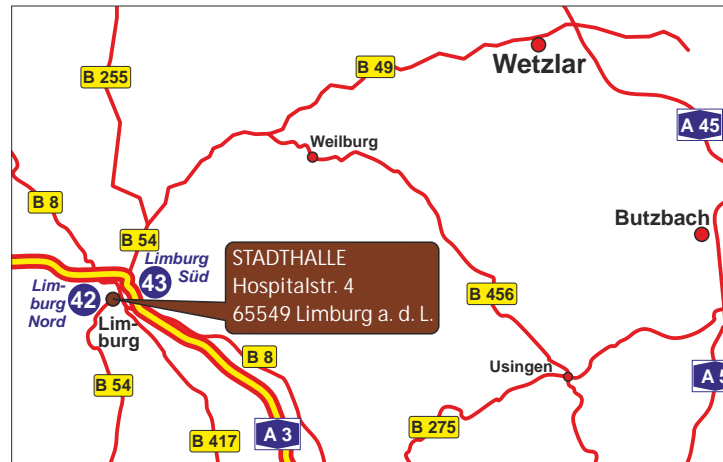 Wetzlar
B 49
B 255
A 45
Weilburg
B 8
Butzbach
B 54
Limburg
Süd
43
STADTHALLE
Hospitalstr. 4
65549 Limburg a. d. L.
Lim-
burg
Nord
42
B 456
Lim-
burg
B 8
Usingen
A 5
B 54
B 275
A 3
B 417